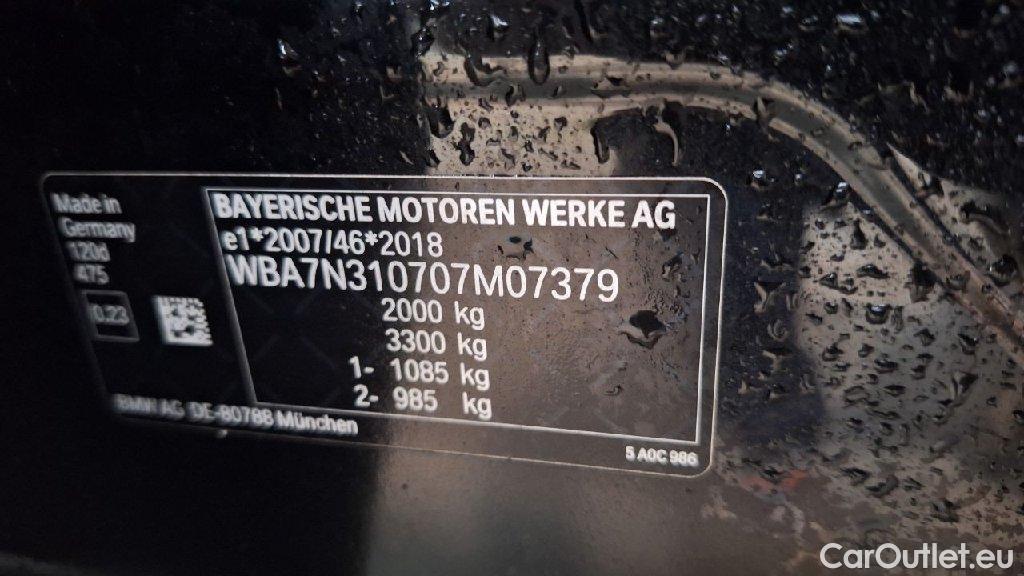 Made in
Germany
120d
475
0.23
BAYERISCHE MOTOREN WERKE AG
e1*2007/46*2018
WBA7N310707M07379
2000 kg
3300 kg
1- 1085 kg
2- 985 kg
BMW AG DE-80788 München
5 A0C 986
CarOutlet.eu